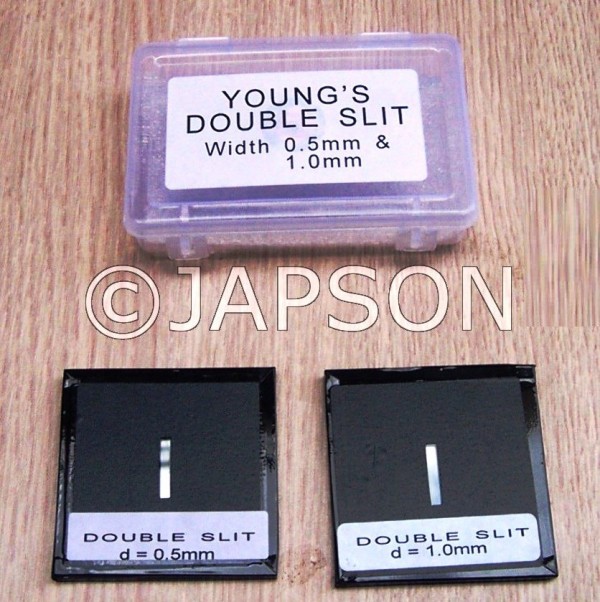 YOUNG'S
DOUBLE SLIT
Width 0.5mm &
1.0mm
©JAPSON
DOUBLE SLIT
d = 0.5mm
DOUBLE SLIT
d = 1.0mm